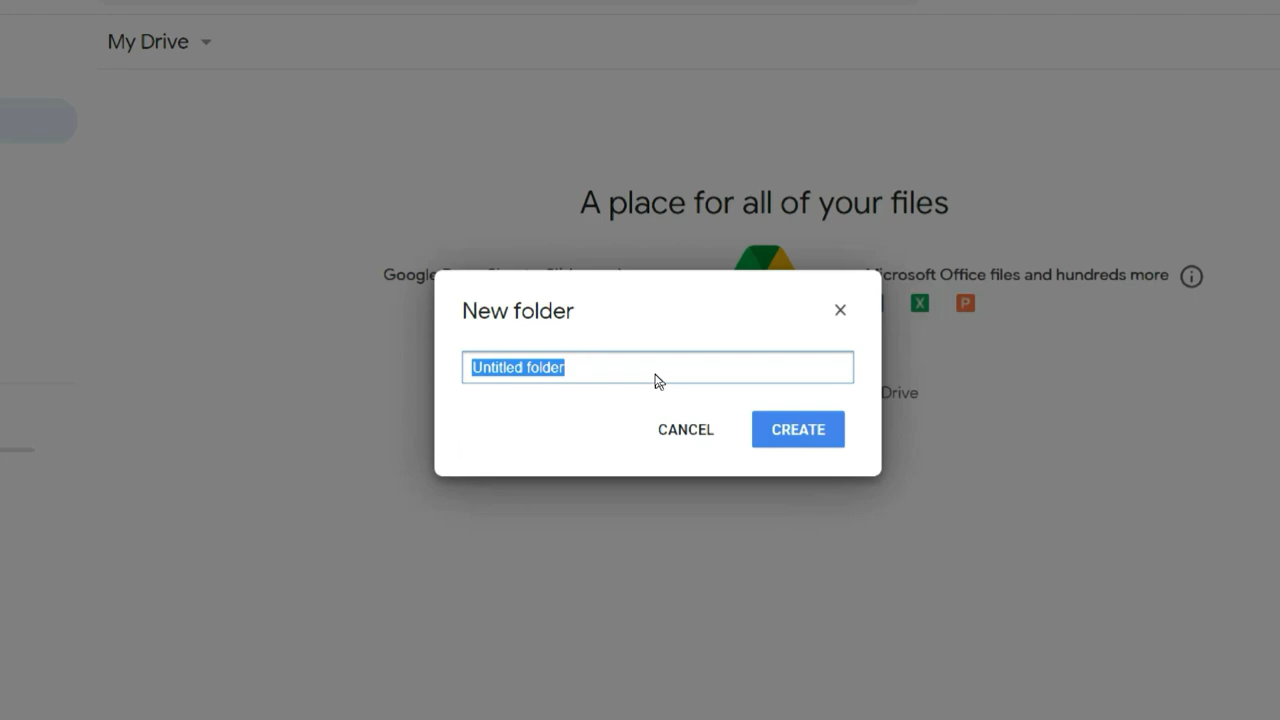 My Drive
A place for all of your files
Google
Microsoft Office files and hundreds more
X P
New folder
Untitled folder
Drive
CANCEL CREATE